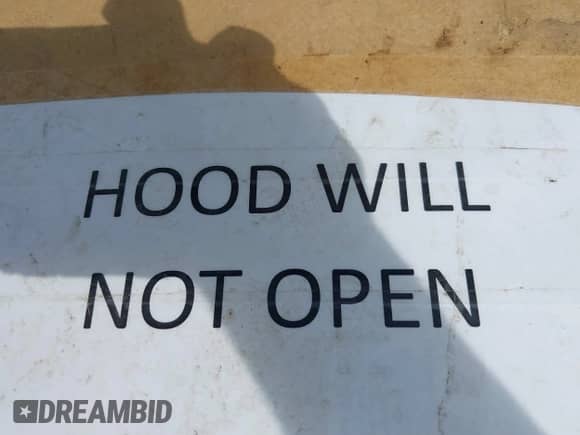 HOOD WILL
NOT OPEN
DREAMBID